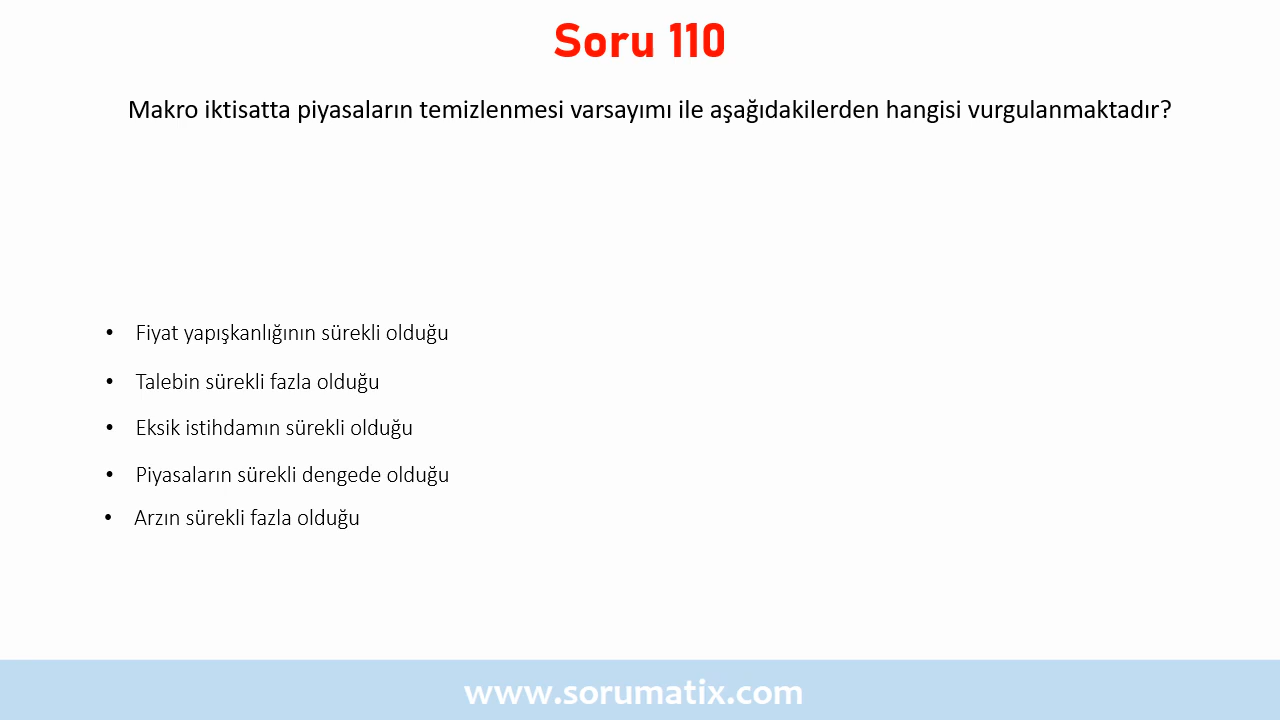 Soru 110
Makro iktisatta piyasaların temizlenmesi varsayımı ile aşağıdakilerden hangisi vurgulanmaktadır?
• Fiyat yapışkanlığının sürekli olduğu
• Talebin sürekli fazla olduğu
• Eksik istihdamın sürekli olduğu
• Piyasaların sürekli dengede olduğu
• Arzın sürekli fazla olduğu
www.sorumatix.com